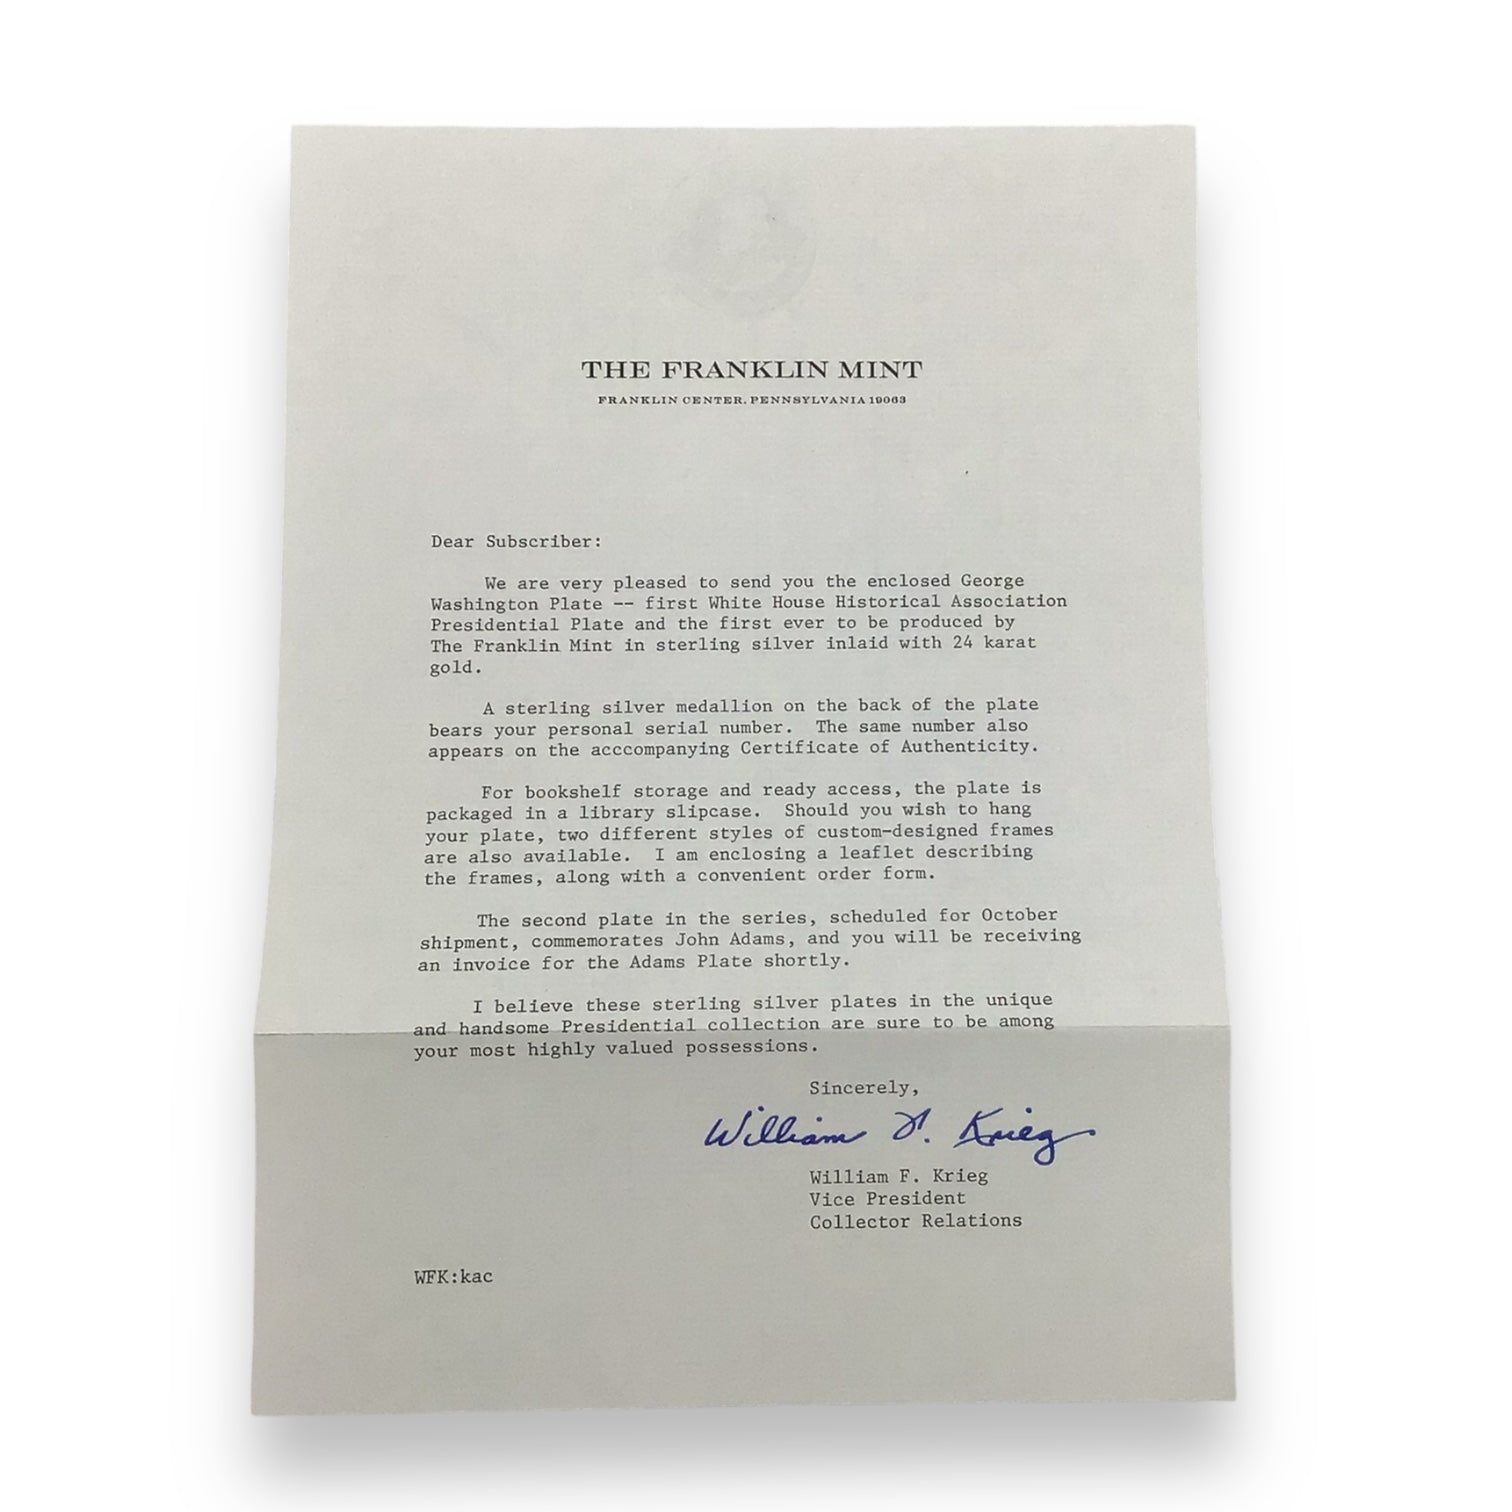 THE FRANKLIN MINT
FRANKLIN CENTER, PENNSYLVANIA 19063
Dear Subscriber:
We are very pleased to send you the enclosed George
Washington Plate -- first White House Historical Association
Presidential Plate and the first ever to be produced by
The Franklin Mint in sterling silver inlaid with 24 karat
gold.
A sterling silver medallion on the back of the plate
bears your personal serial number. The same number also
appears on the acccompanying Certificate of Authenticity.
For bookshelf storage and ready access, the plate is
packaged in a library slipcase. Should you wish to hang
your plate, two different styles of custom-designed frames
are also available. I am enclosing a leaflet describing
the frames, along with a convenient order form.
The second plate in the series, scheduled for October
shipment, commemorates John Adams, and you will be receiving
an invoice for the Adams Plate shortly.
I believe these sterling silver plates in the unique
and handsome Presidential collection are sure to be among
your most highly valued possessions.
Sincerely,
William F. Krieg
William F. Krieg
Vice President
Collector Relations
WFK:kac